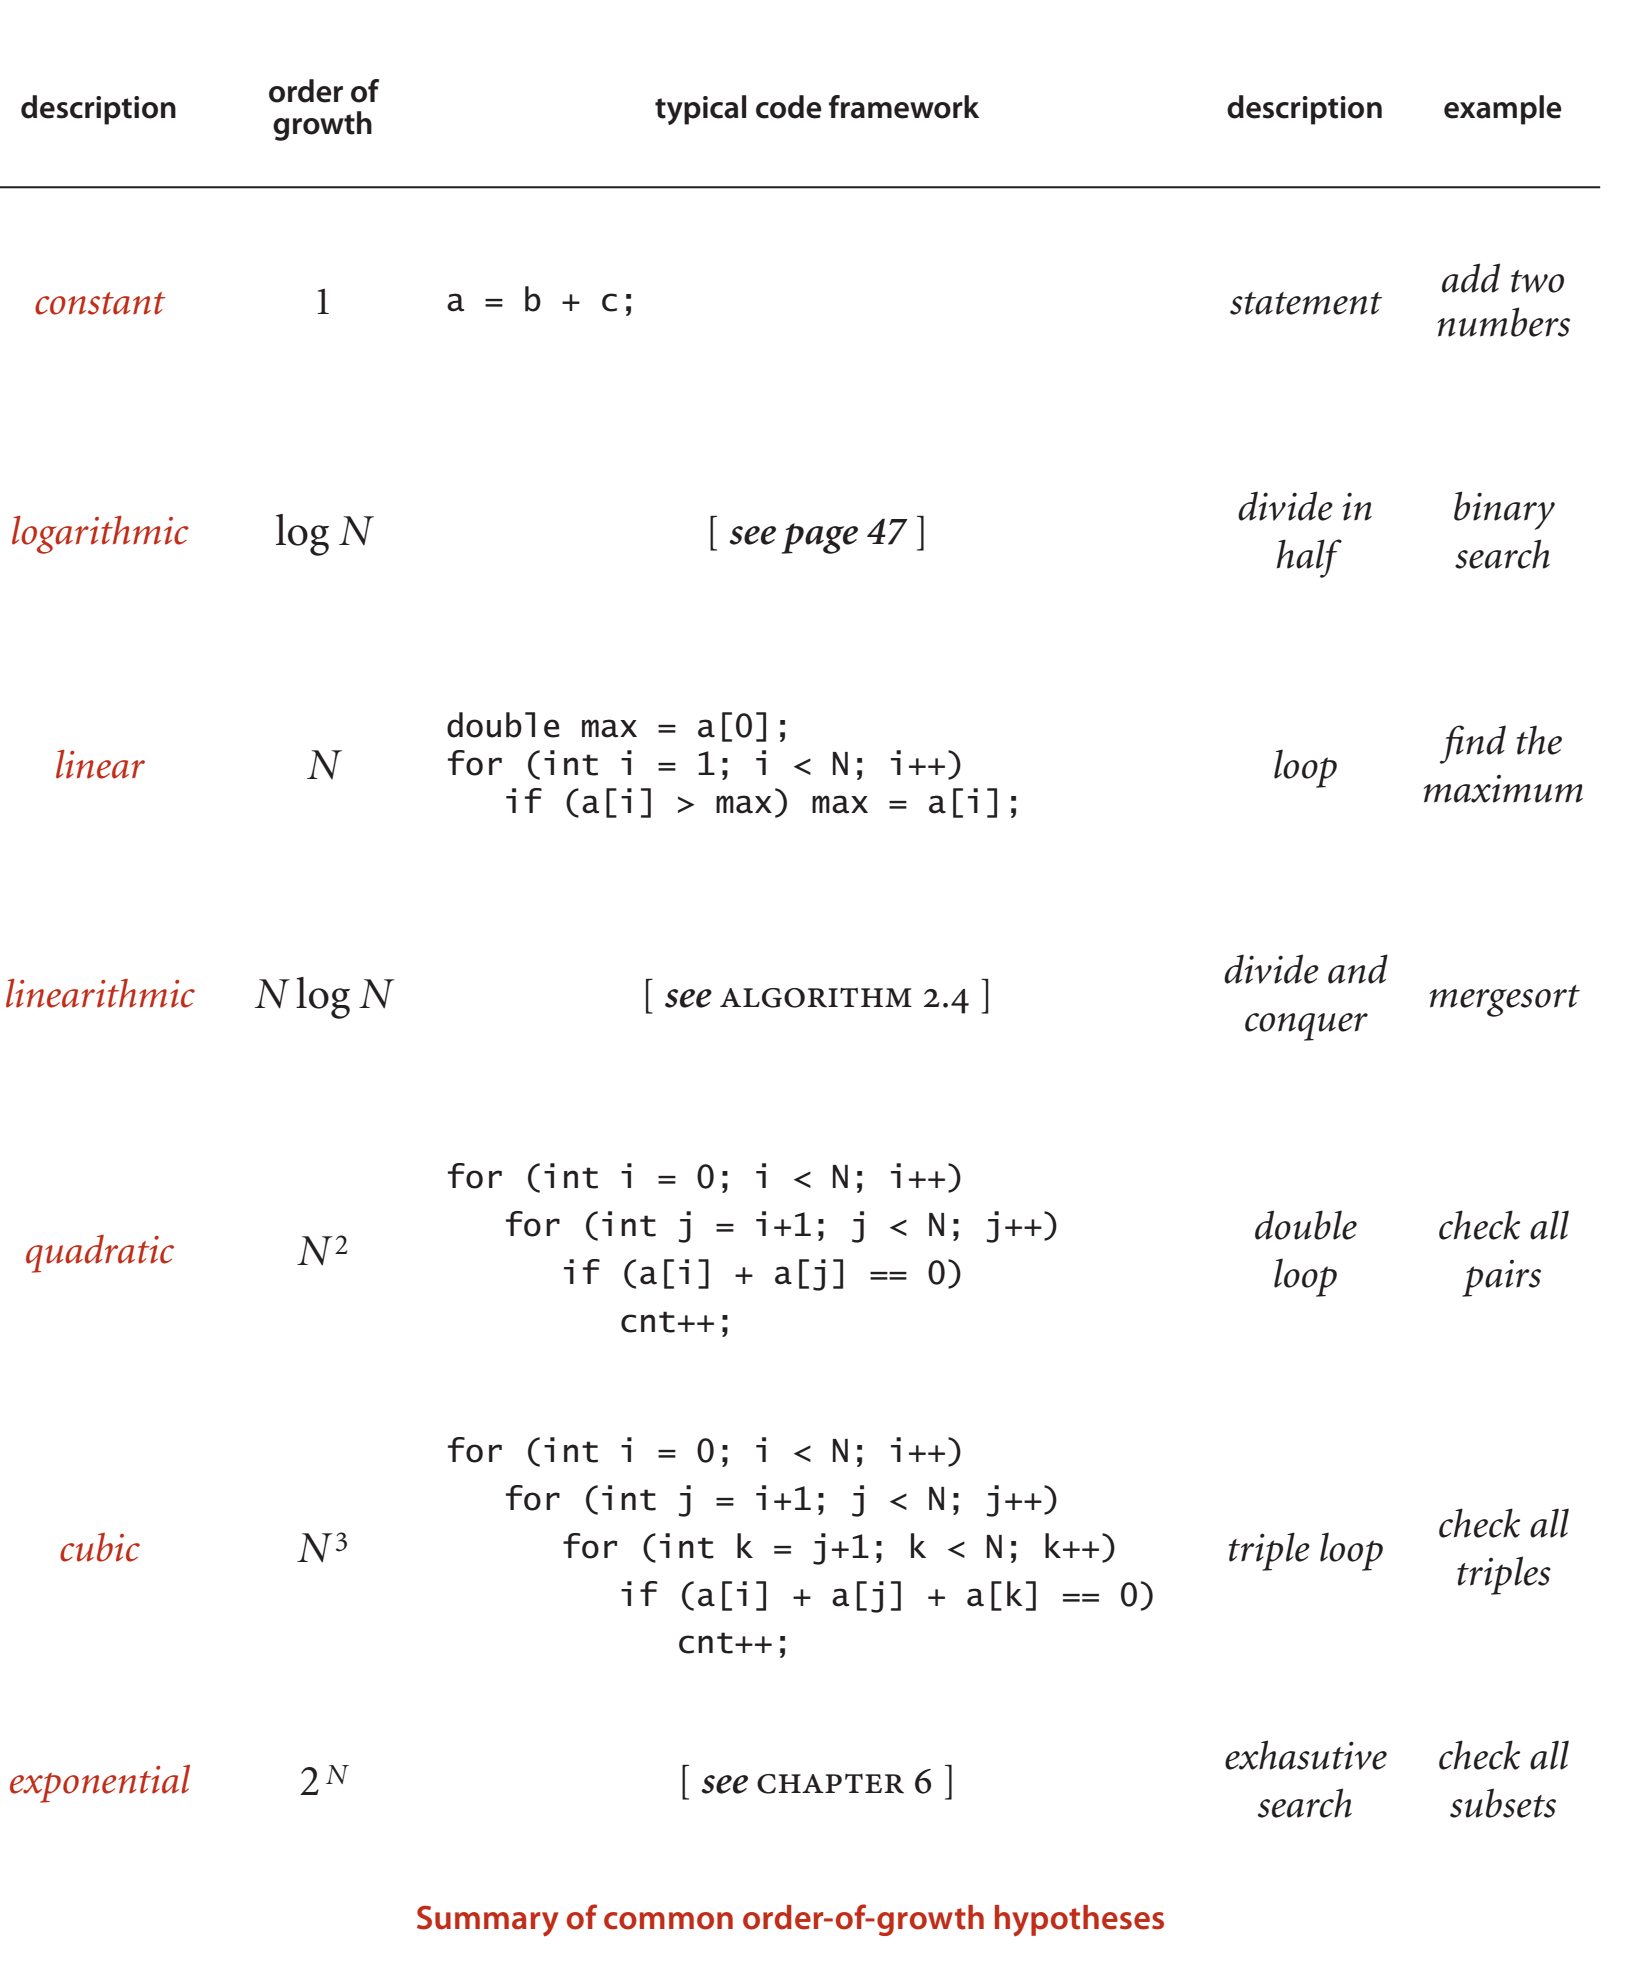 description order of growth typical code framework description example
constant 1 a = b + c; statement add two numbers
logarithmic log N [ see page 47 ] divide in half binary search
linear N
double max = a[0];
for (int i = 1; i < N; i++)
if (a[i] > max) max = a[i];
loop find the maximum
linearithmic N log N [ see ALGORITHM 2.4 ] divide and conquer mergesort
quadratic N²
for (int i = 0; i < N; i++)
for (int j = i+1; j < N; j++)
if (a[i] + a[j] == 0)
cnt++;
double loop check all pairs
cubic N³
for (int i = 0; i < N; i++)
for (int j = i+1; j < N; j++)
for (int k = j+1; k < N; k++)
if (a[i] + a[j] + a[k] == 0)
cnt++;
triple loop check all triples
exponential 2ᴺ [ see CHAPTER 6 ] exhasutive search check all subsets
Summary of common order-of-growth hypotheses